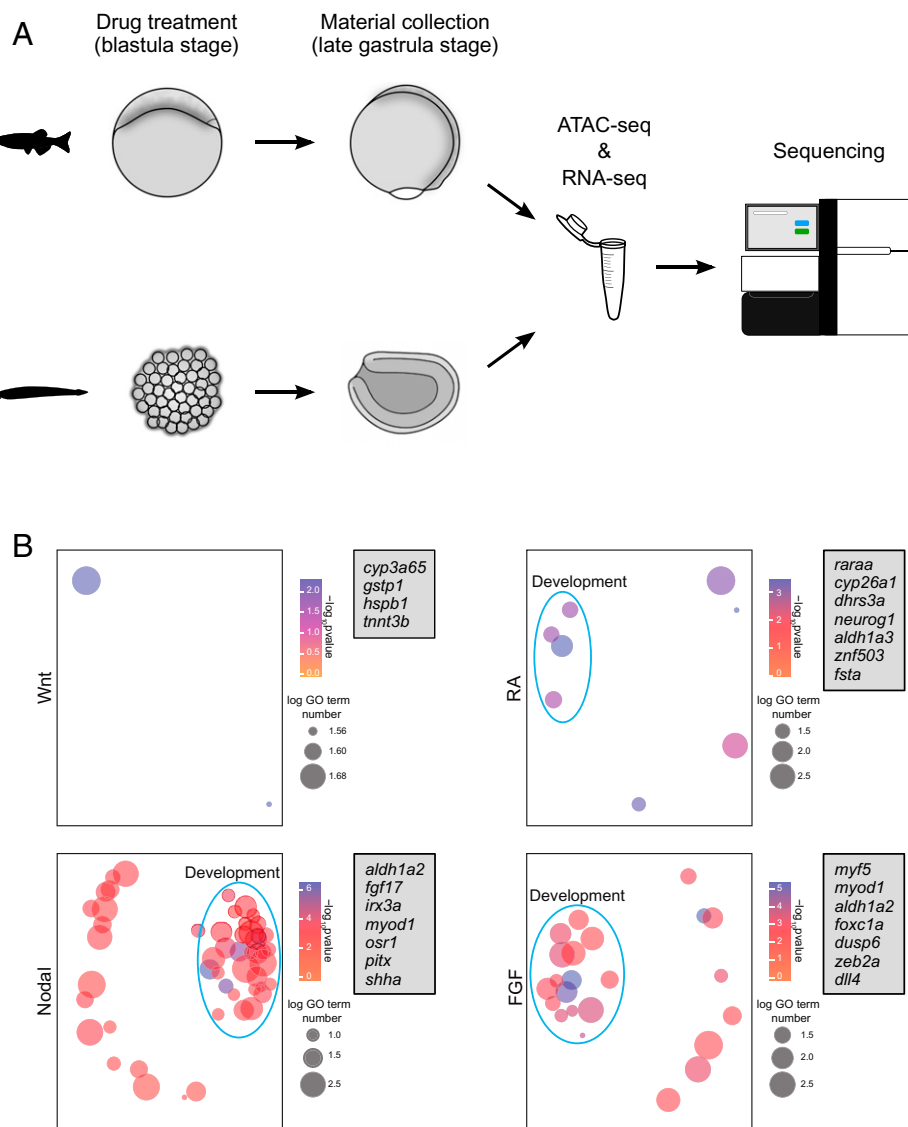 A
Drug treatment
(blastula stage)
Material collection
(late gastrula stage)
ATAC-seq
&
RNA-seq
Sequencing
B
Wnt
2.0
1.5
1.0
0.5
0.0
−log10pvalue
log GO term
number
1.56
1.60
1.68
cyp3a65
gstp1
hspb1
tnnt3b
RA
Development
3
2
1
0
−log10pvalue
log GO term
number
1.5
2.0
2.5
raraa
cyp26a1
dhrs3a
neurog1
aldh1a3
znf503
fsta
Nodal
Development
6
4
2
0
−log10pvalue
log GO term
number
1.0
1.5
2.5
aldh1a2
fgf17
irx3a
myod1
osr1
pitx
shha
FGF
Development
5
4
3
2
1
0
−log10pvalue
log GO term
number
1.5
2.0
2.5
myf5
myod1
aldh1a2
foxc1a
dusp6
zeb2a
dll4